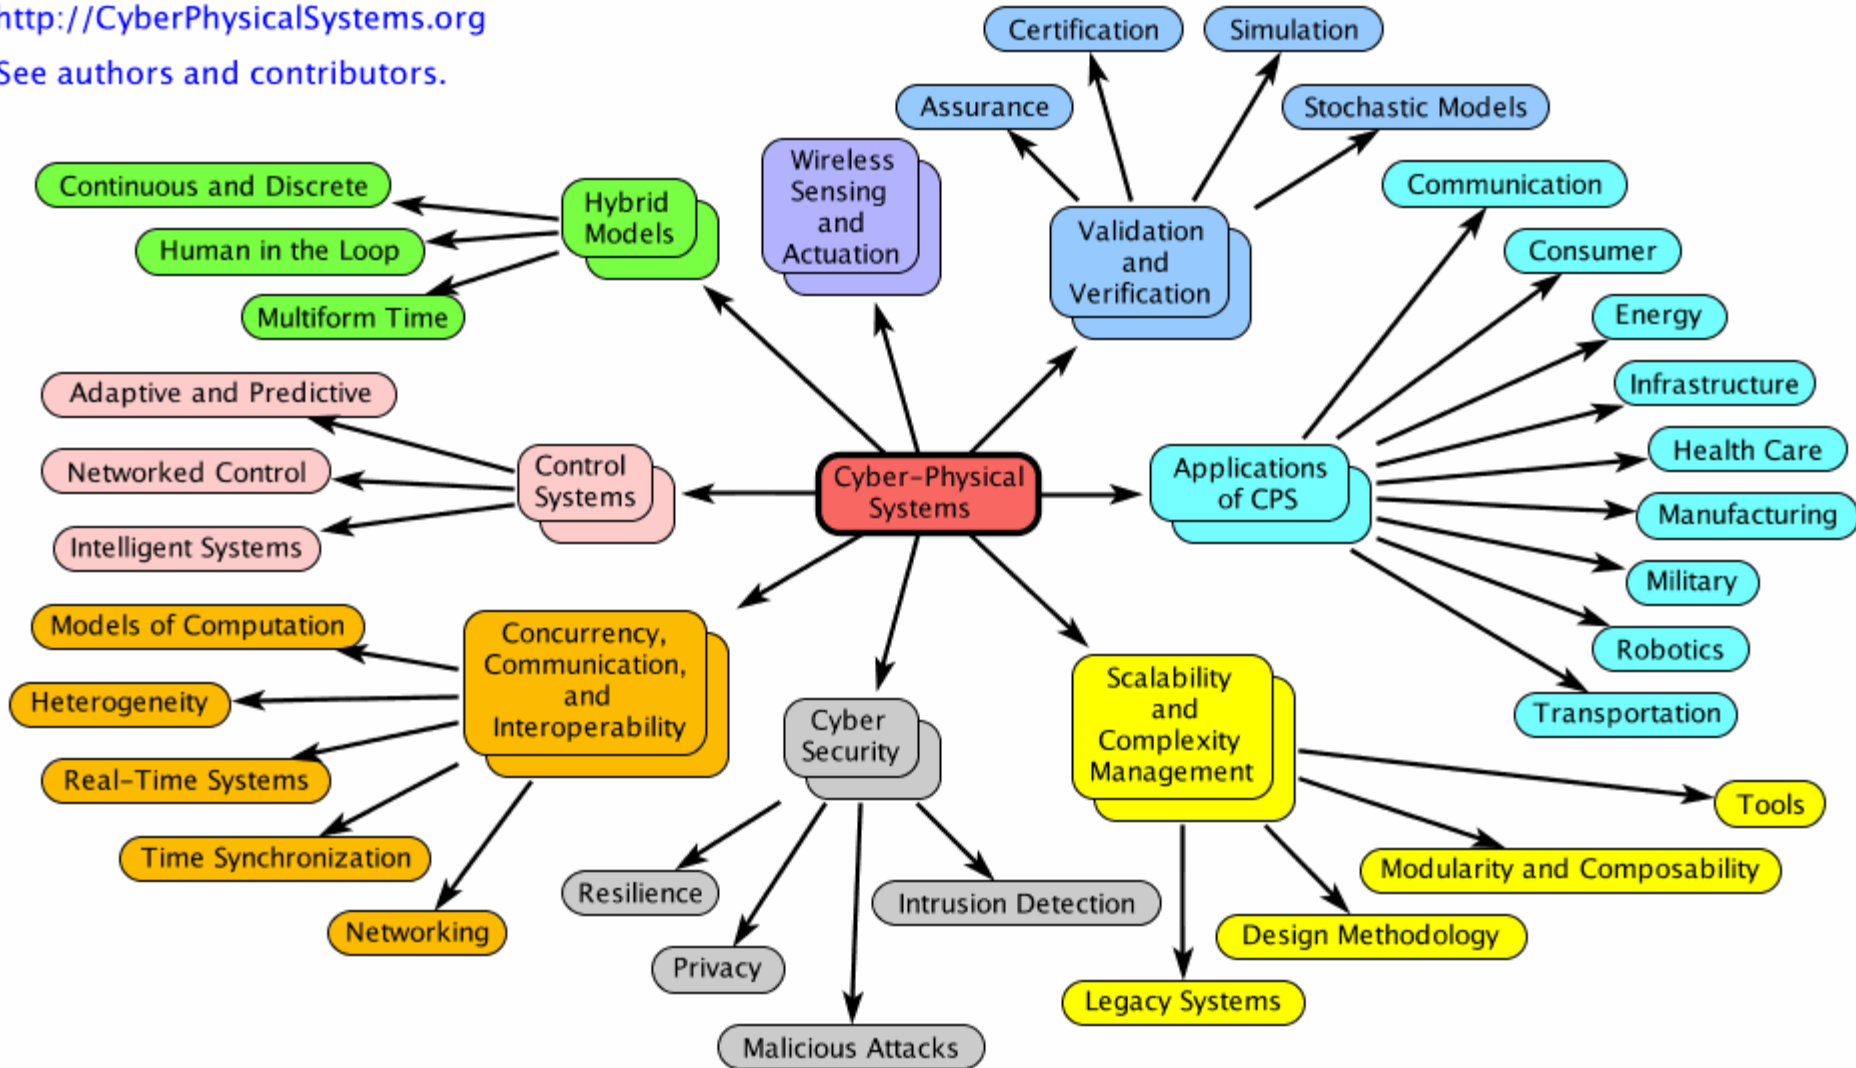 http://CyberPhysicalSystems.org
See authors and contributors.
Certification
Simulation
Assurance
Stochastic Models
Wireless
Sensing
and
Actuation
Validation
and
Verification
Hybrid
Models
Continuous and Discrete
Human in the Loop
Multiform Time
Communication
Consumer
Energy
Infrastructure
Health Care
Manufacturing
Military
Robotics
Transportation
Applications
of CPS
Cyber-Physical
Systems
Control
Systems
Adaptive and Predictive
Networked Control
Intelligent Systems
Concurrency,
Communication,
and
Interoperability
Models of Computation
Heterogeneity
Real-Time Systems
Time Synchronization
Networking
Cyber
Security
Resilience
Privacy
Malicious Attacks
Intrusion Detection
Scalability
and
Complexity
Management
Tools
Modularity and Composability
Design Methodology
Legacy Systems